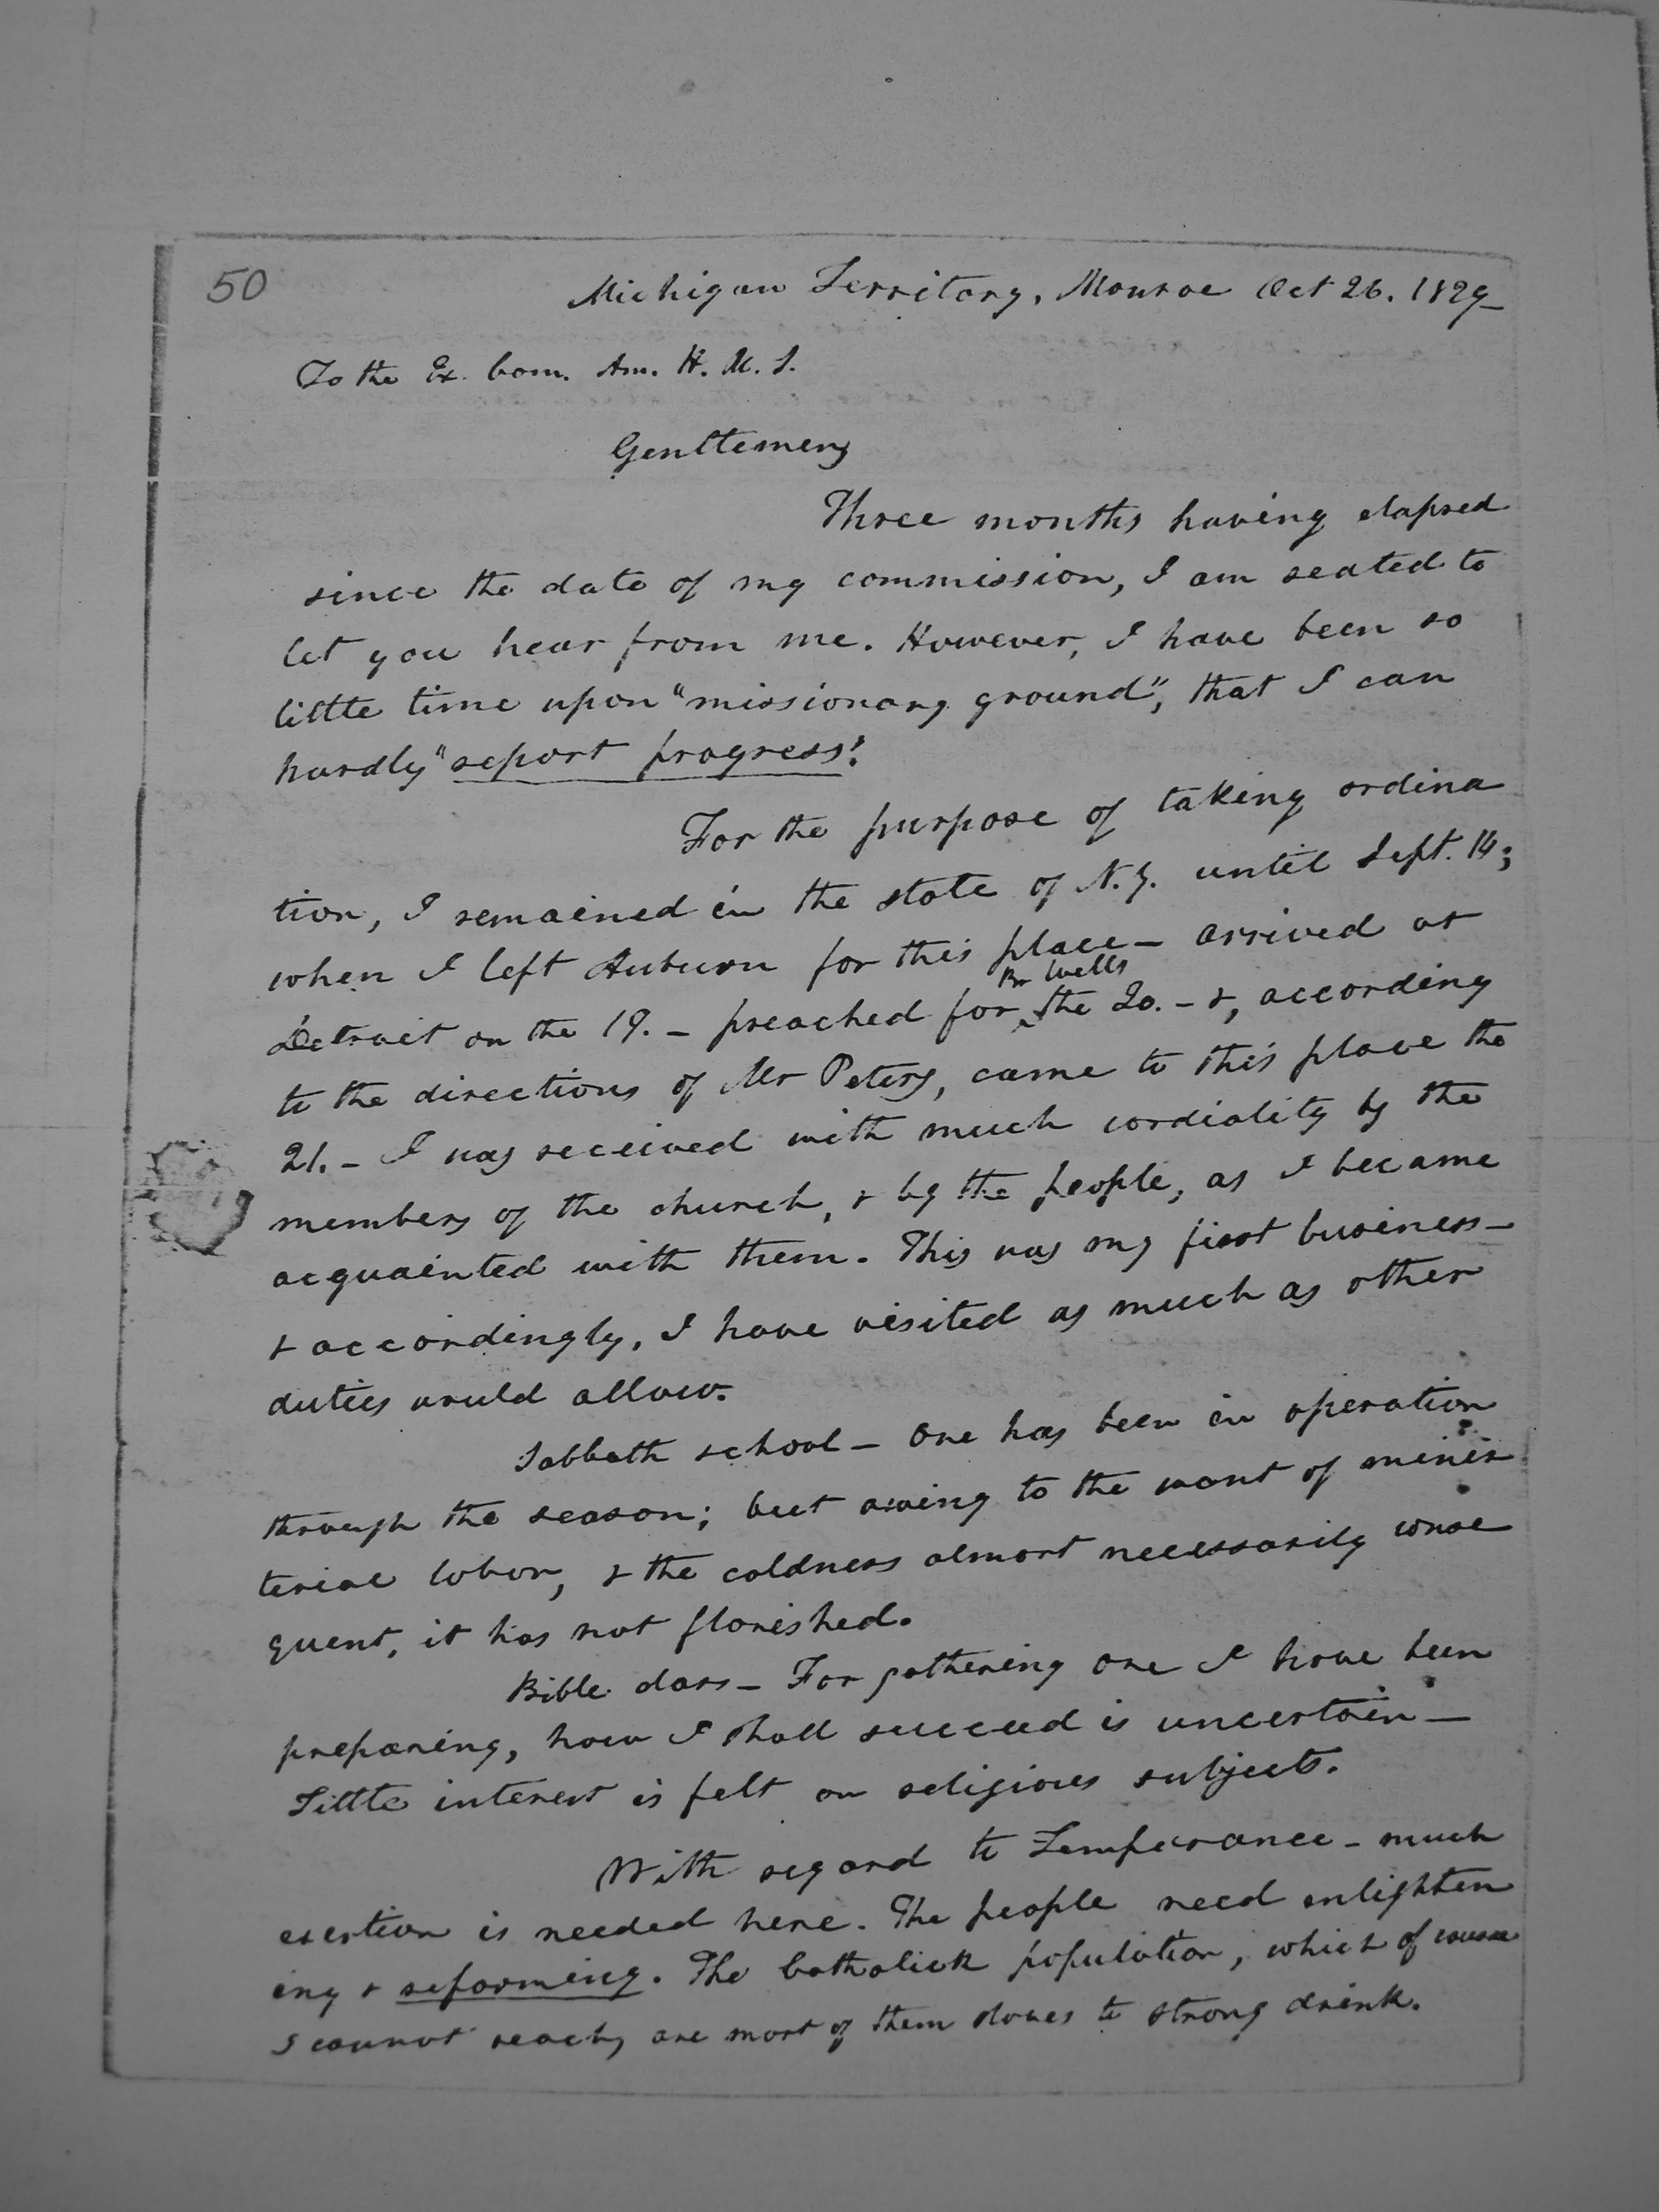 50
Michigan Territory, Monroe Oct 26. 1829
To the Ex. Com. Am. H. M. S.
Gentlemen,
Three months having elapsed
since the date of my commission, I am seated to
let you hear from me. However, I have been so
little time upon "missionary ground", that I can
hardly "report progress."
For the purpose of taking ordina
tion, I remained in the state of N.Y. until Sept. 14;
when I left Auburn for this place — arrived at
Detroit on the 19. — preached for Br Wells the 20. — &, according
to the directions of Mr Peters, came to this place the
21. — I was received with much cordiality by the
members of the church, & by the people, as I became
acquainted with them. This was my first business —
& accordingly, I have visited as much as other
duties would allow.
Sabbath school — One has been in operation
through the season; but owing to the want of minis
terial labor, & the coldness almost necessarily conse
quent, it has not florished.
Bible class — For gathering one I have been
preparing, how I shall succeed is uncertain —
Little interest is felt on religious subjects.
With regard to Temperance — much
exertion is needed here. The people need enlighten
ing & reforming. The Catholick population, which of course
I cannot reach, are most of them slaves to strong drink.